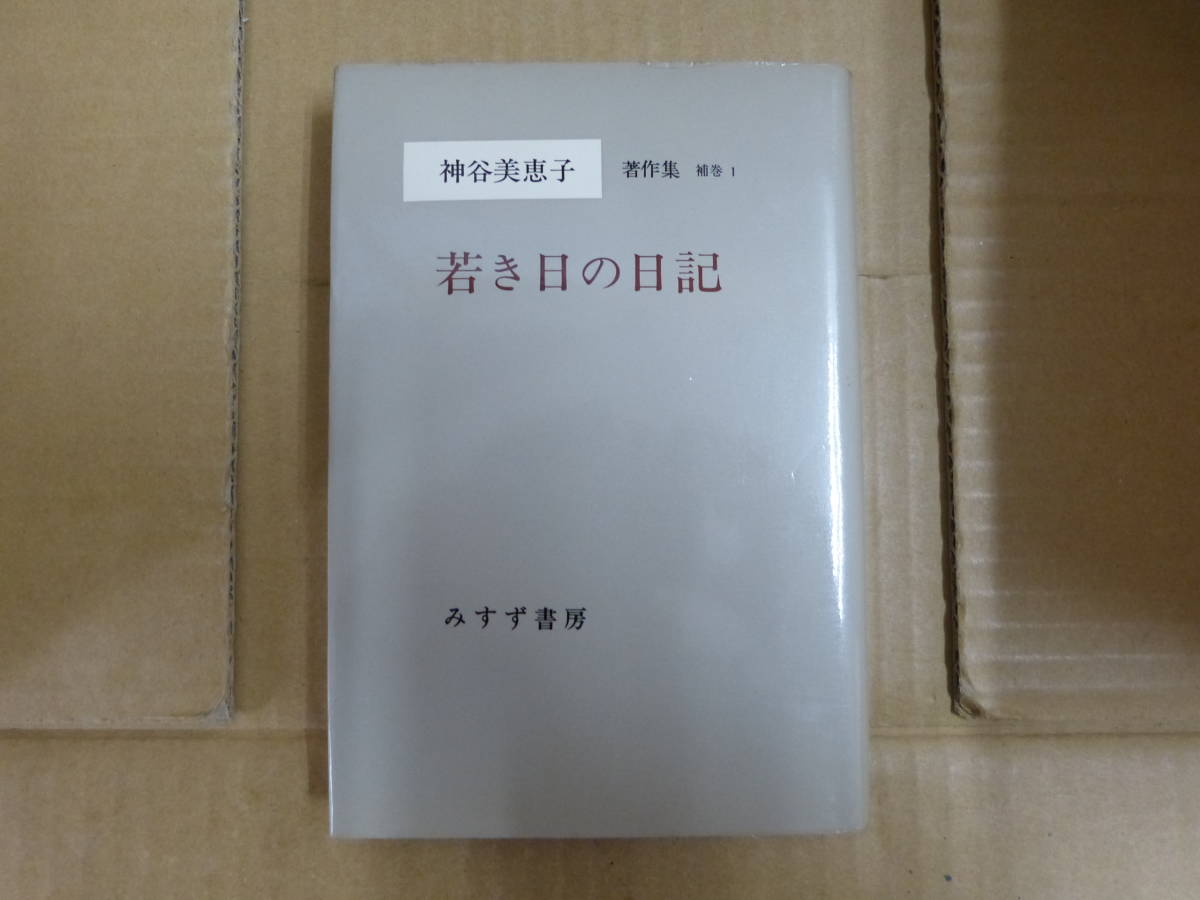 神谷美恵子 著作集 補巻 1
若き日の日記
みすず書房